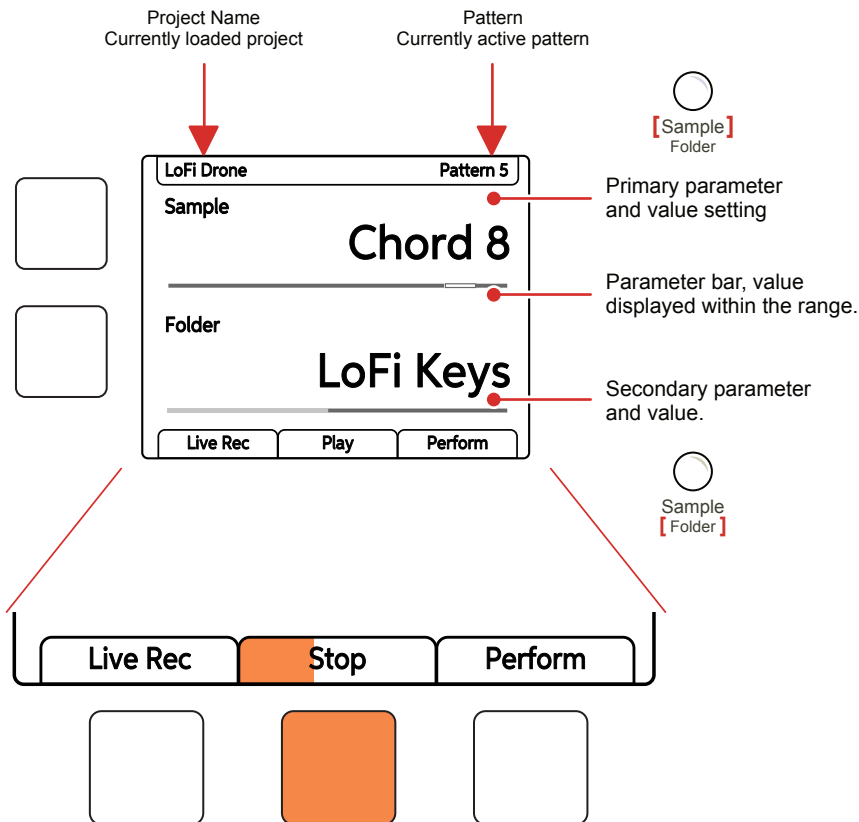 Project Name
Currently loaded project
Pattern
Currently active pattern
[Sample]
Folder
LoFi Drone
Pattern 5
Sample
Chord 8
Primary parameter
and value setting
Parameter bar, value
displayed within the range.
Folder
LoFi Keys
Secondary parameter
and value.
Live Rec
Play
Perform
Sample
[Folder]
Live Rec
Stop
Perform